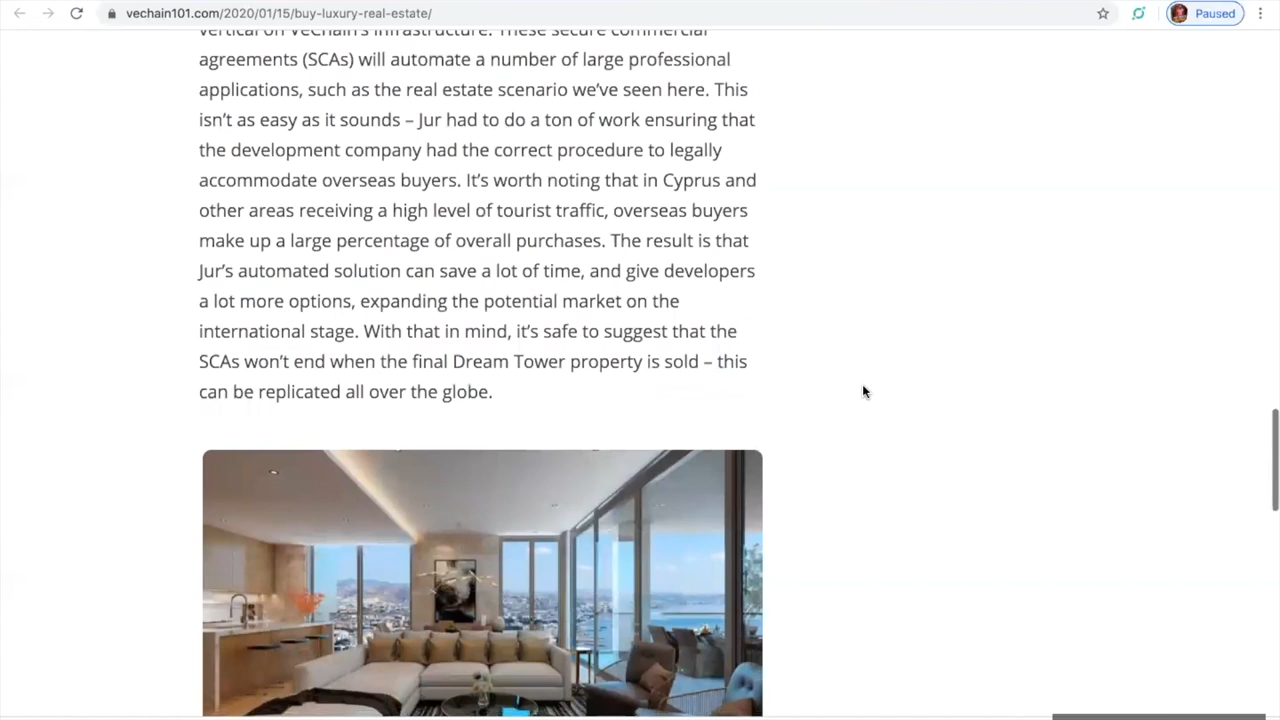 vechain101.com/2020/01/15/buy-luxury-real-estate/
Paused
vertical on VeChain's infrastructure. These secure commercial
agreements (SCAs) will automate a number of large professional
applications, such as the real estate scenario we've seen here. This
isn't as easy as it sounds – Jur had to do a ton of work ensuring that
the development company had the correct procedure to legally
accommodate overseas buyers. It's worth noting that in Cyprus and
other areas receiving a high level of tourist traffic, overseas buyers
make up a large percentage of overall purchases. The result is that
Jur's automated solution can save a lot of time, and give developers
a lot more options, expanding the potential market on the
international stage. With that in mind, it's safe to suggest that the
SCAs won't end when the final Dream Tower property is sold – this
can be replicated all over the globe.